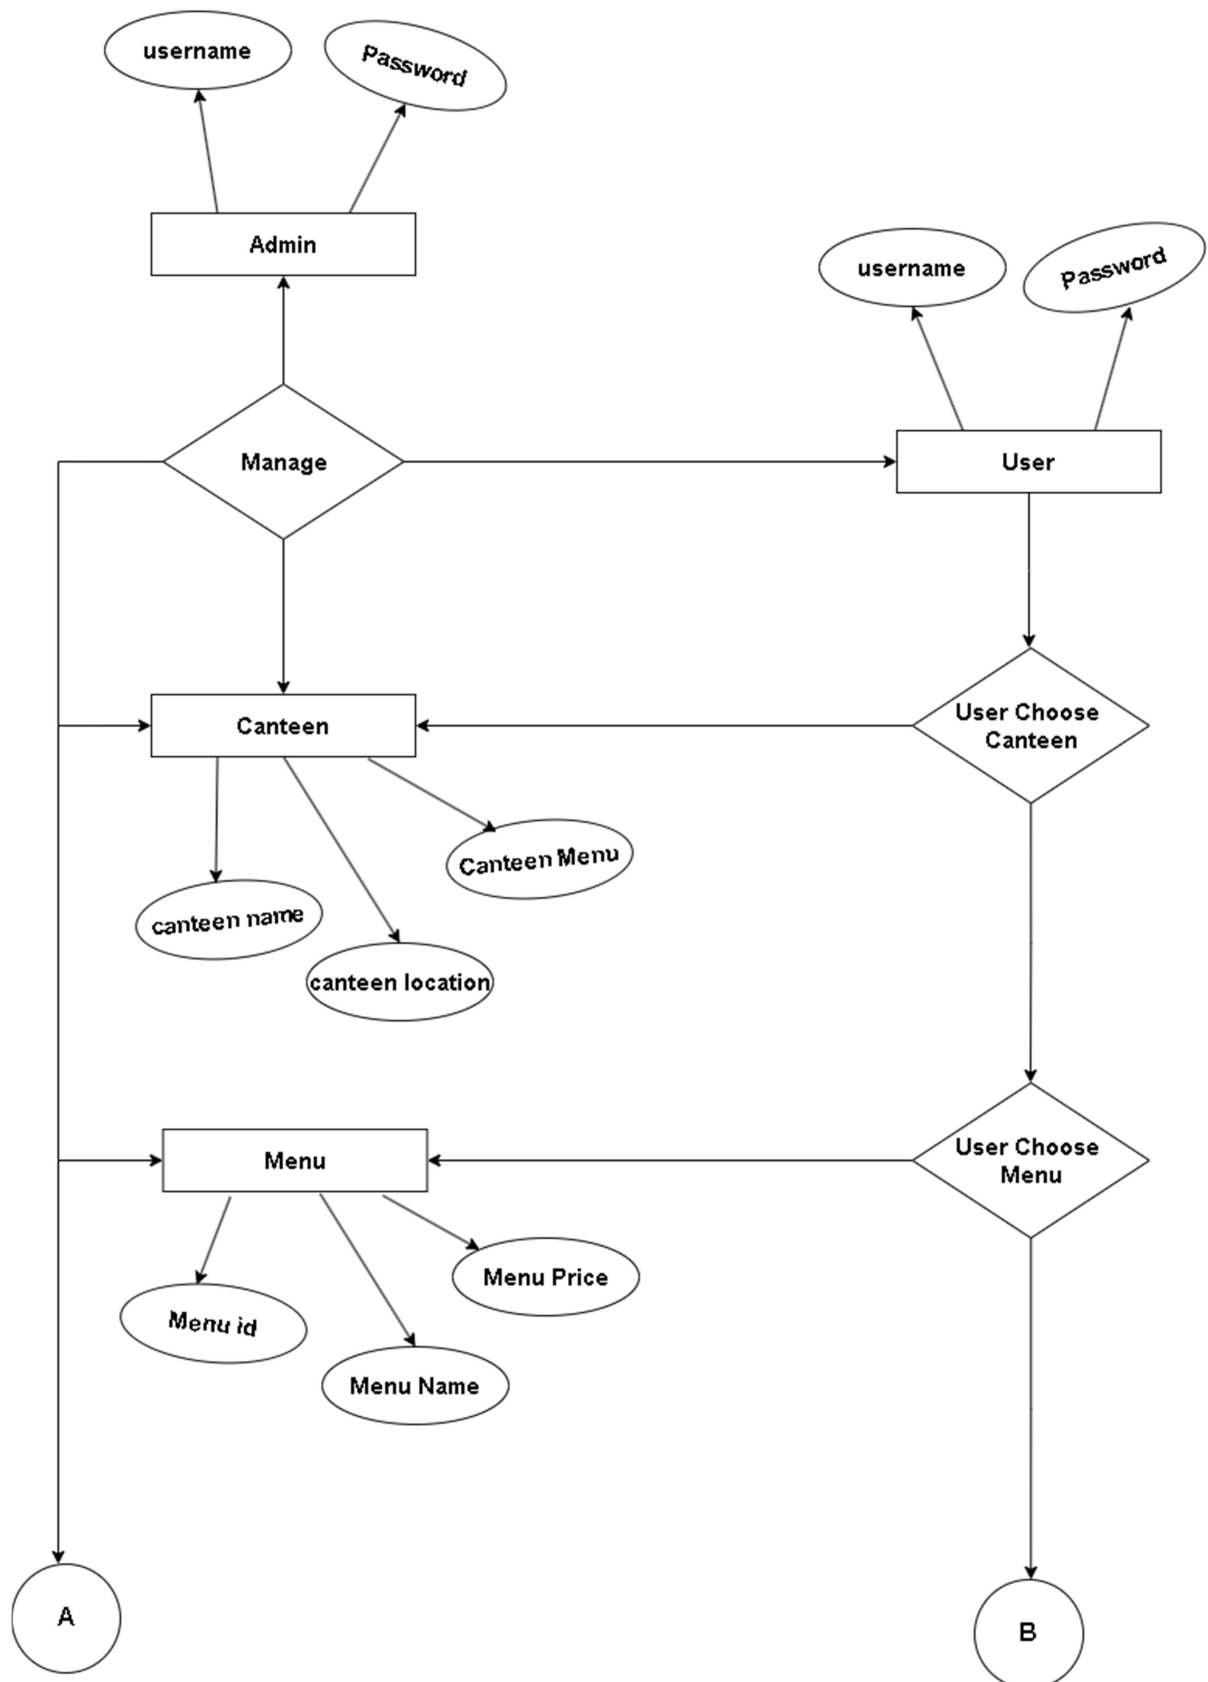 username
Password
Admin
username
Password
Manage
User
Canteen
User Choose
Canteen
Canteen Menu
canteen name
canteen location
Menu
User Choose
Menu
Menu Price
Menu id
Menu Name
A
B